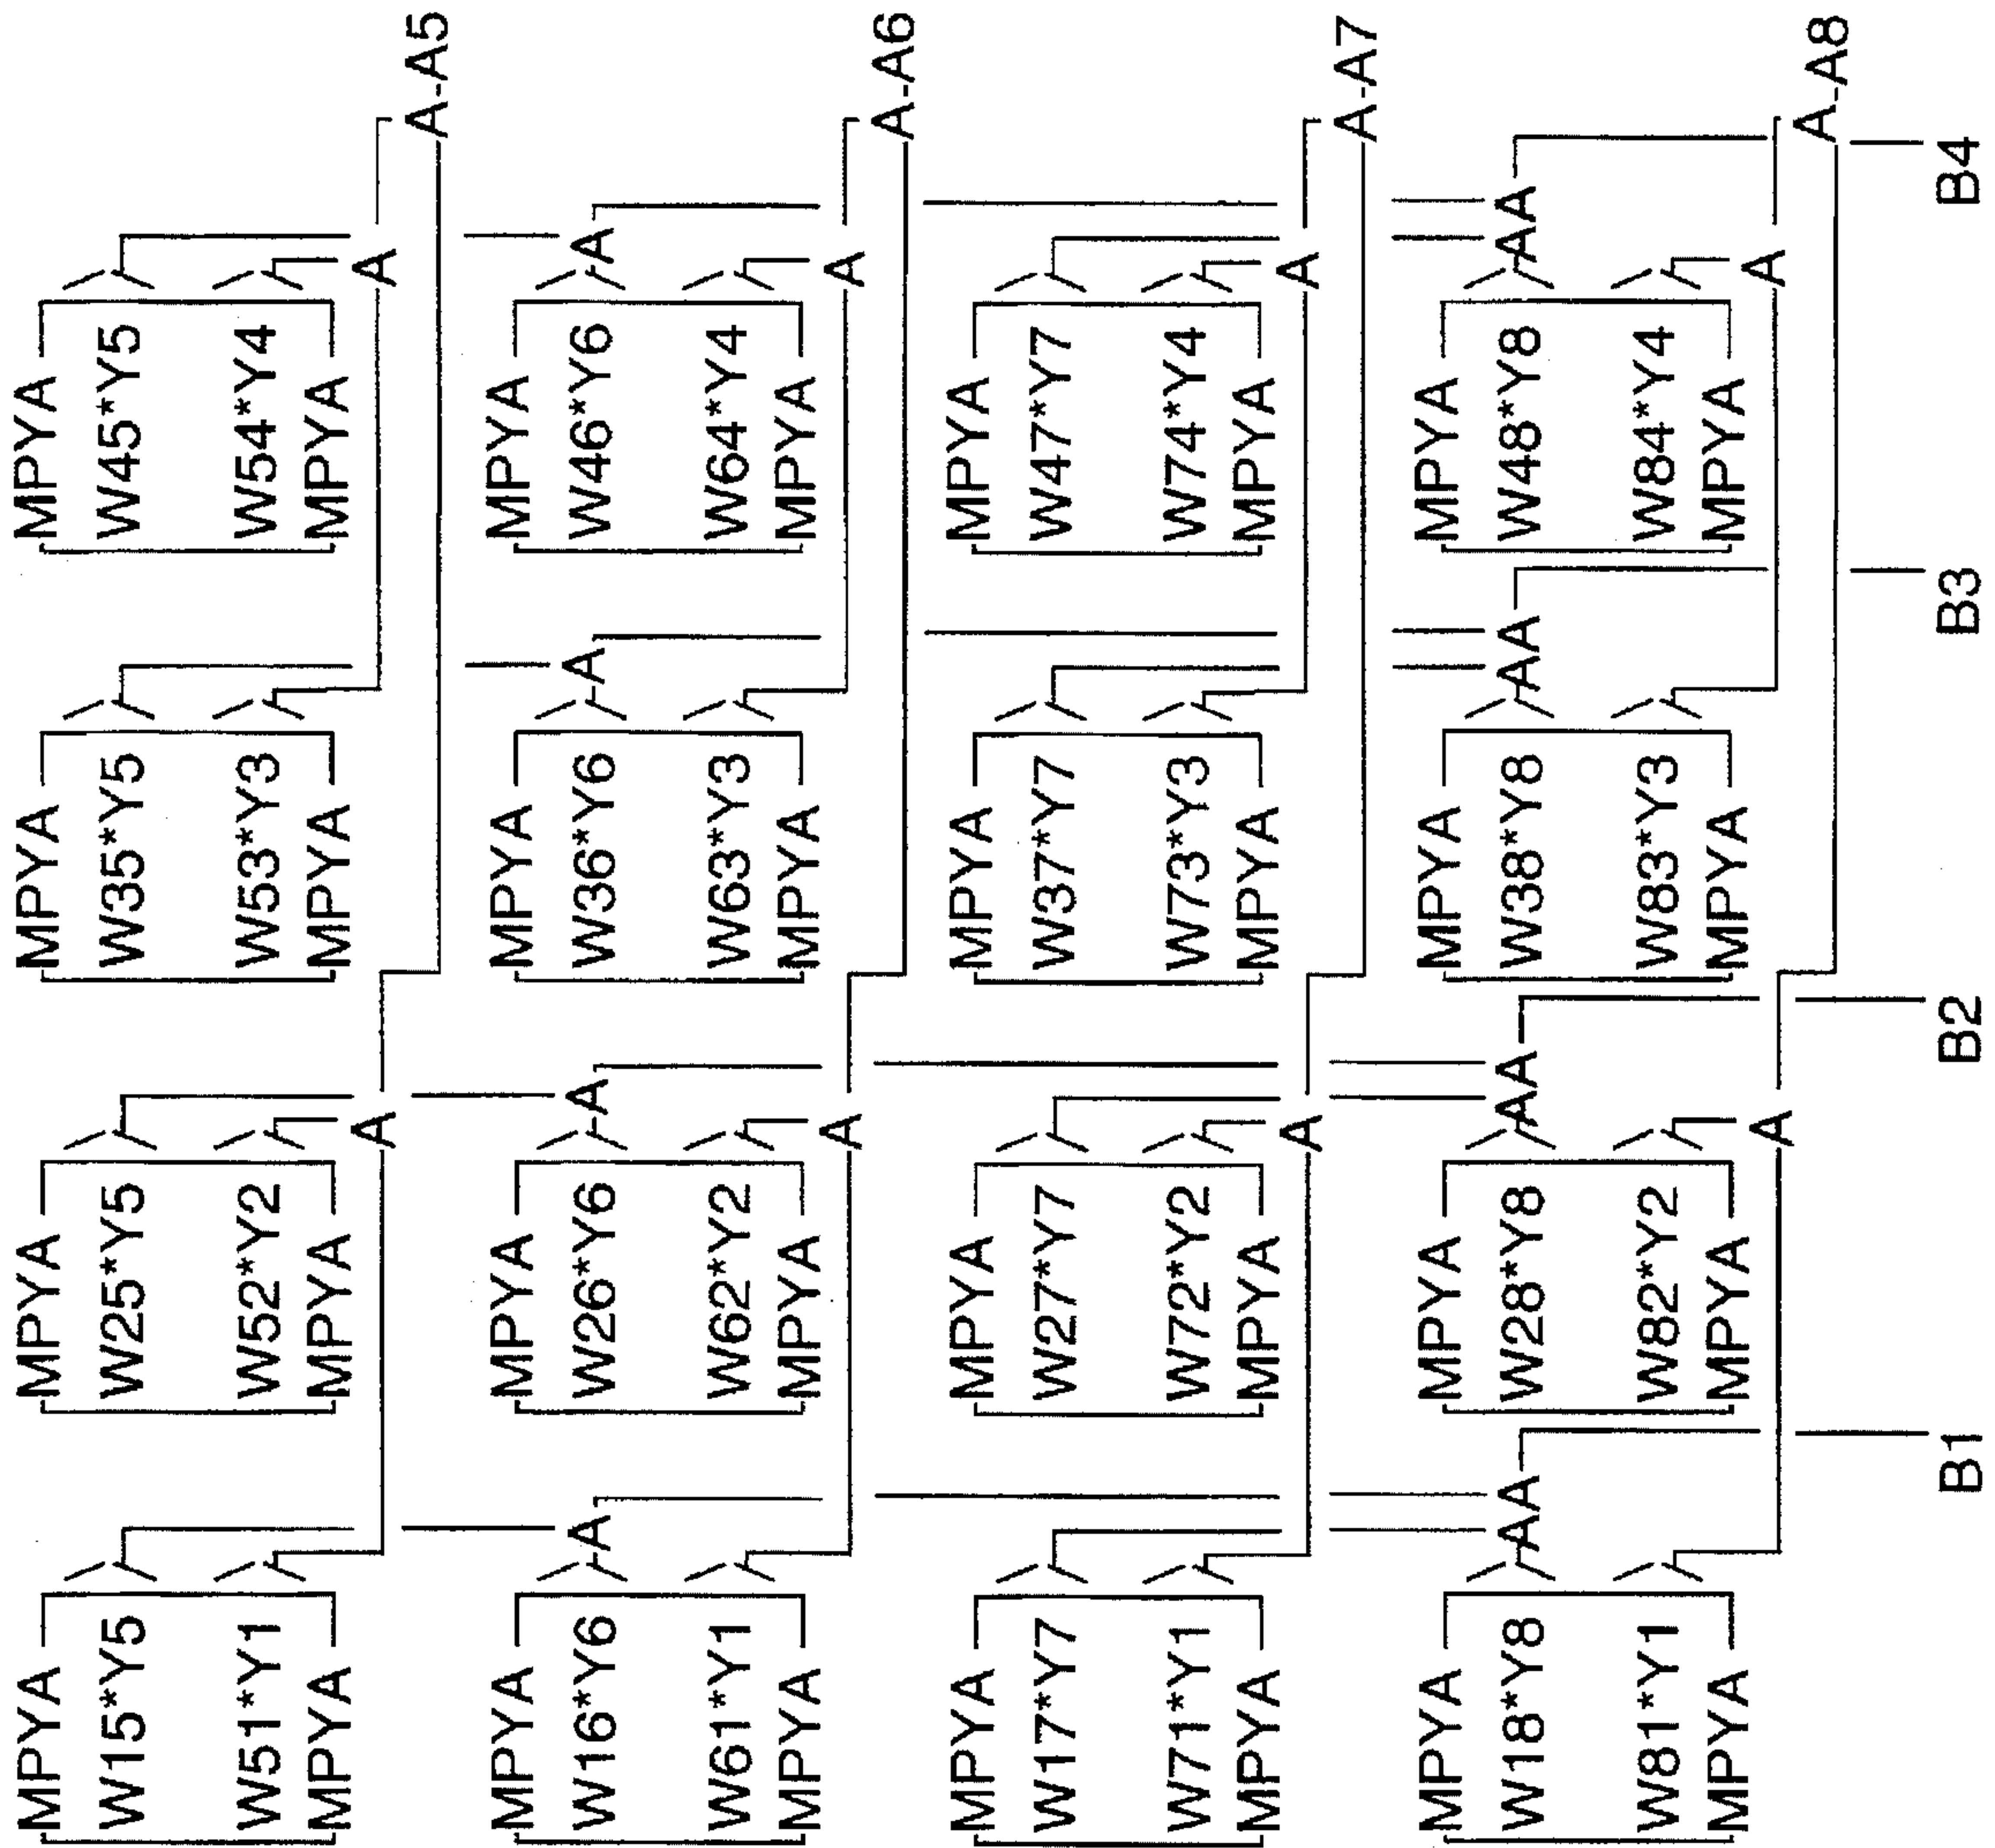 MPYA MPYA MPYA MPYA
W15*Y5 W25*Y5 W35*Y5 W45*Y5
W51*Y1 W52*Y2 W53*Y3 W54*Y4
MPYA MPYA MPYA MPYA
A A
A-A5
MPYA MPYA MPYA MPYA
W16*Y6 A W26*Y6 A W36*Y6 A W46*Y6 A
W61*Y1 W62*Y2 W63*Y3 W64*Y4
MPYA MPYA MPYA MPYA
A A
A-A6
MPYA MPYA MPYA MPYA
W17*Y7 W27*Y7 W37*Y7 W47*Y7
W71*Y1 W72*Y2 W73*Y3 W74*Y4
MPYA MPYA MPYA MPYA
A A
A-A7
MPYA MPYA MPYA MPYA
W18*Y8 AA W28*Y8 AA W38*Y8 AA W48*Y8 AA
W81*Y1 W82*Y2 W83*Y3 W84*Y4
MPYA MPYA MPYA MPYA
A A
A-A8
B1 B2 B3 B4